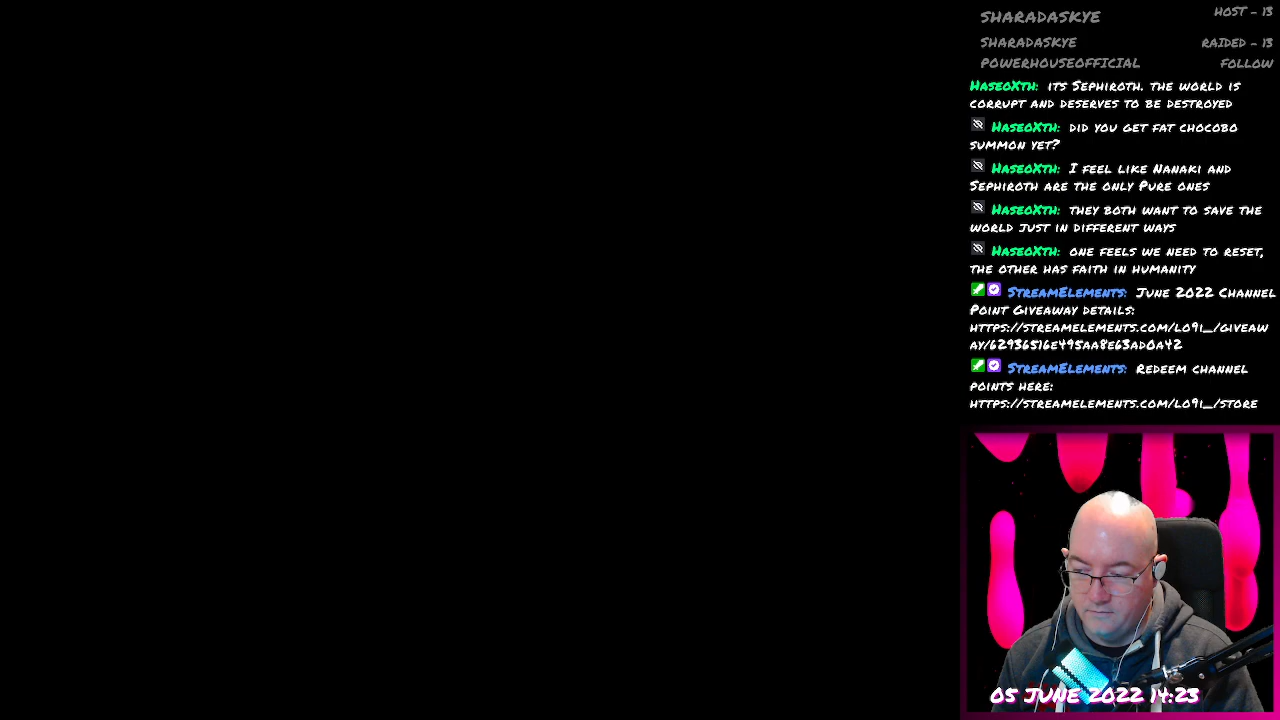 SHARADASKYE HOST - 13
SHARADASKYE RAIDED - 13
POWERHOUSEOFFICIAL FOLLOW
HaseoXth: its Sephiroth. the world is
corrupt and deserves to be destroyed
HaseoXth: did you get fat chocobo
summon yet?
HaseoXth: I feel like Nanaki and
Sephiroth are the only Pure ones
HaseoXth: they both want to save the
world just in different ways
HaseoXth: one feels we need to reset,
the other has faith in humanity
StreamElements: June 2022 Channel
Point Giveaway details:
https://streamelements.com/lo9i_/giveaw
ay/62936516e495aa8e63ad0a42
StreamElements: Redeem channel
points here:
https://streamelements.com/lo9i_/store
05 JUNE 2022 14:23